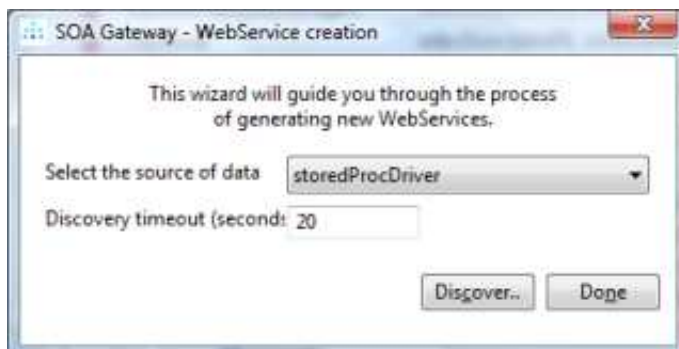 SOA Gateway - WebService creation
This wizard will guide you through the process
of generating new WebServices.
Select the source of data storedProcDriver
Discovery timeout (second: 20
Discover.. Done